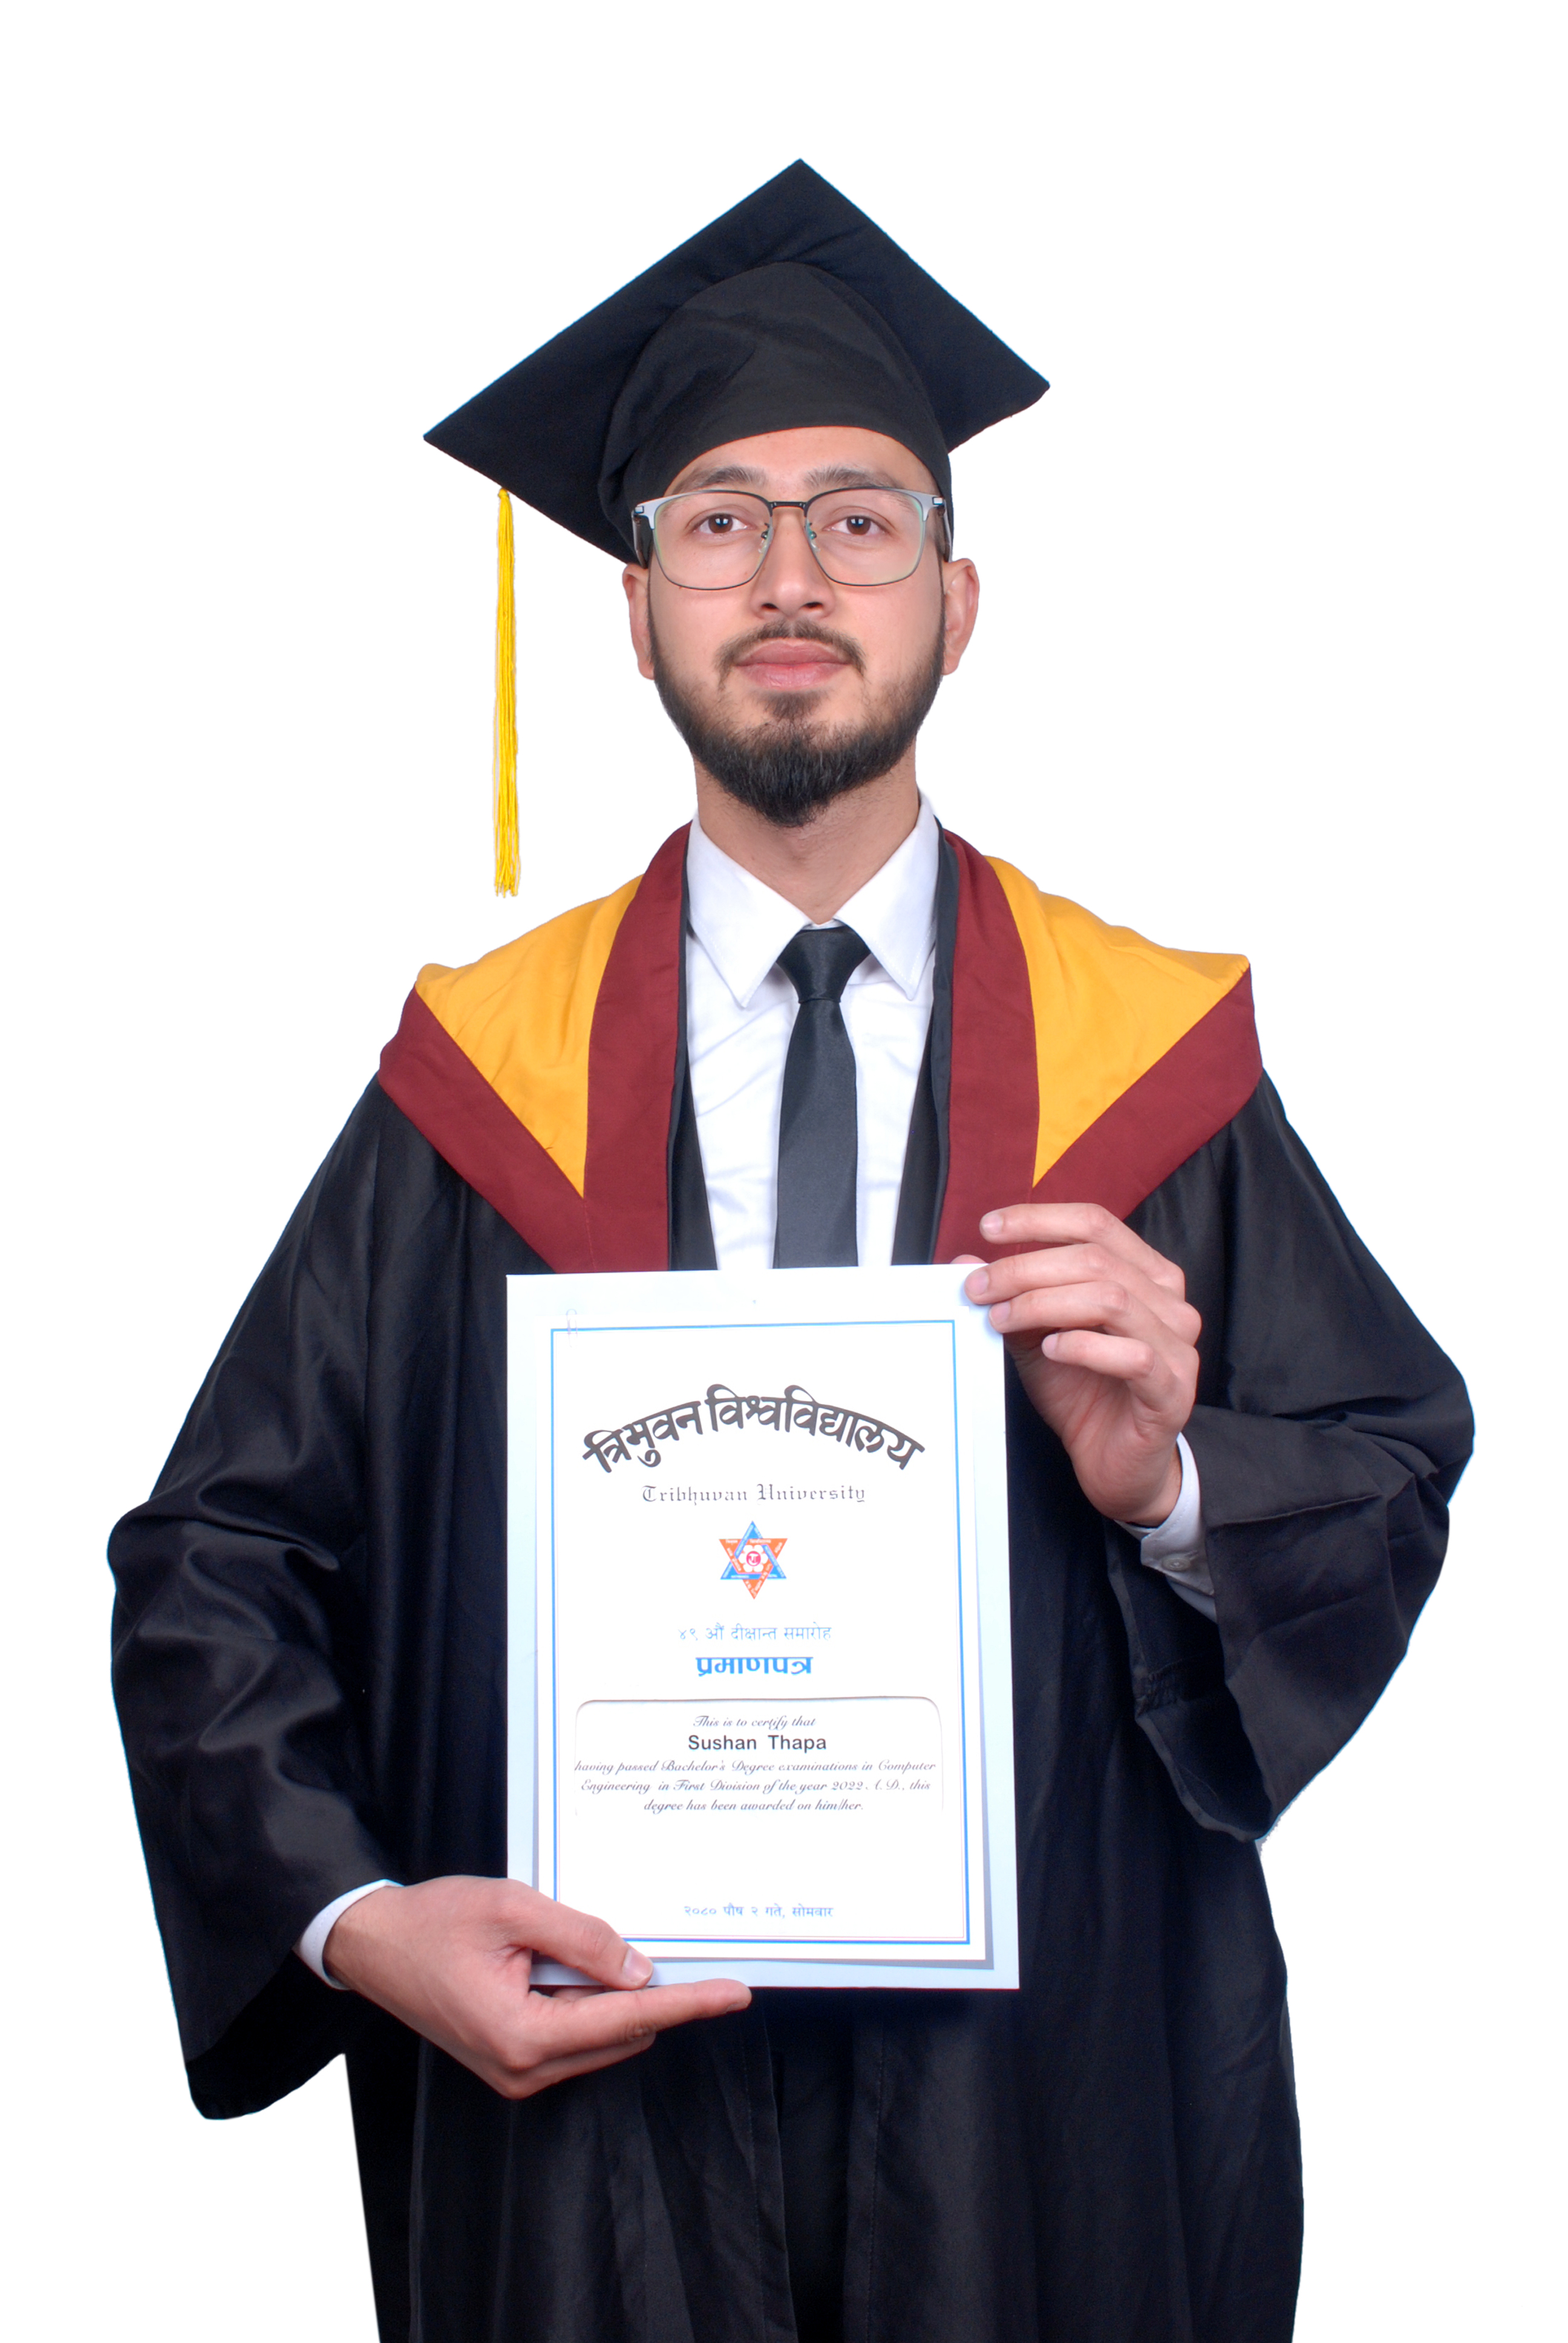 त्रिभुवन विश्वविद्यालय
Tribhuvan University
४९ औं दीक्षान्त समारोह
प्रमाणपत्र
This is to certify that
Sushan Thapa
having passed Bachelor's Degree examinations in Computer
Engineering in First Division of the year 2022 A.D., this
degree has been awarded on him/her.
२०८० पौष २ गते, सोमवार